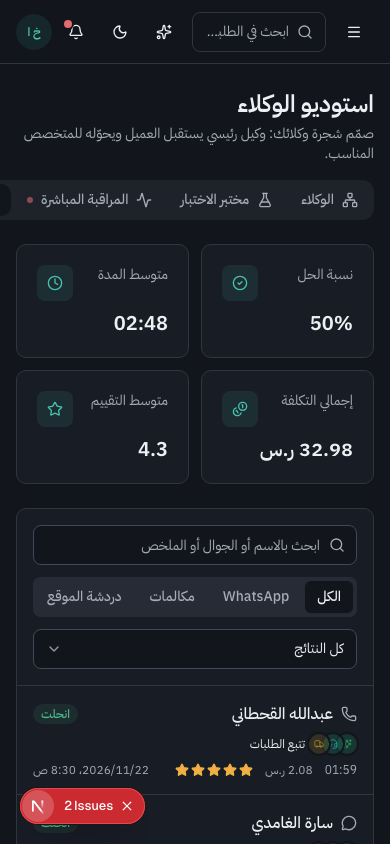 ابحث في الطلبـ...
خ ا
استوديو الوكلاء
صمّم شجرة وكلائك: وكيل رئيسي يستقبل العميل ويحوّله للمتخصص
المناسب.
الوكلاء
مختبر الاختبار
المراقبة المباشرة
نسبة الحل
50%
متوسط المدة
02:48
إجمالي التكلفة
32.98 ر.س
متوسط التقييم
4.3
ابحث بالاسم أو الجوال أو الملخص
الكل
WhatsApp
مكالمات
دردشة الموقع
كل النتائج
عبدالله القحطاني
انحلت
تتبع الطلبات
01:59
2.08 ر.س
2026/11/22، 8:30 ص
سارة الغامدي
2 Issues
N